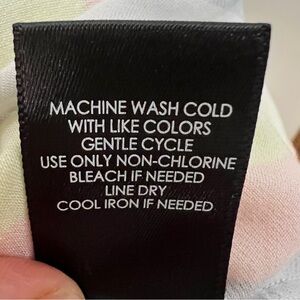 MACHINE WASH COLD
WITH LIKE COLORS
GENTLE CYCLE
USE ONLY NON-CHLORINE
BLEACH IF NEEDED
LINE DRY
COOL IRON IF NEEDED